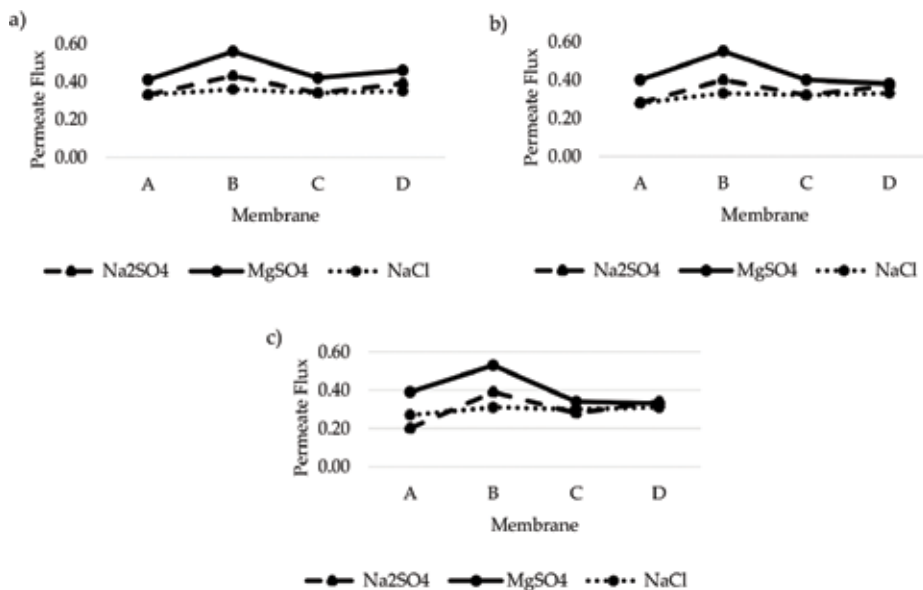 a)
Permeate Flux
0.60
0.40
0.20
0.00
A B C D
Membrane
Na2SO4 MgSO4 NaCl
b)
Permeate Flux
0.60
0.40
0.20
0.00
A B C D
Membrane
Na2SO4 MgSO4 NaCl
c)
Permeate Flux
0.60
0.40
0.20
0.00
A B C D
Membrane
Na2SO4 MgSO4 NaCl